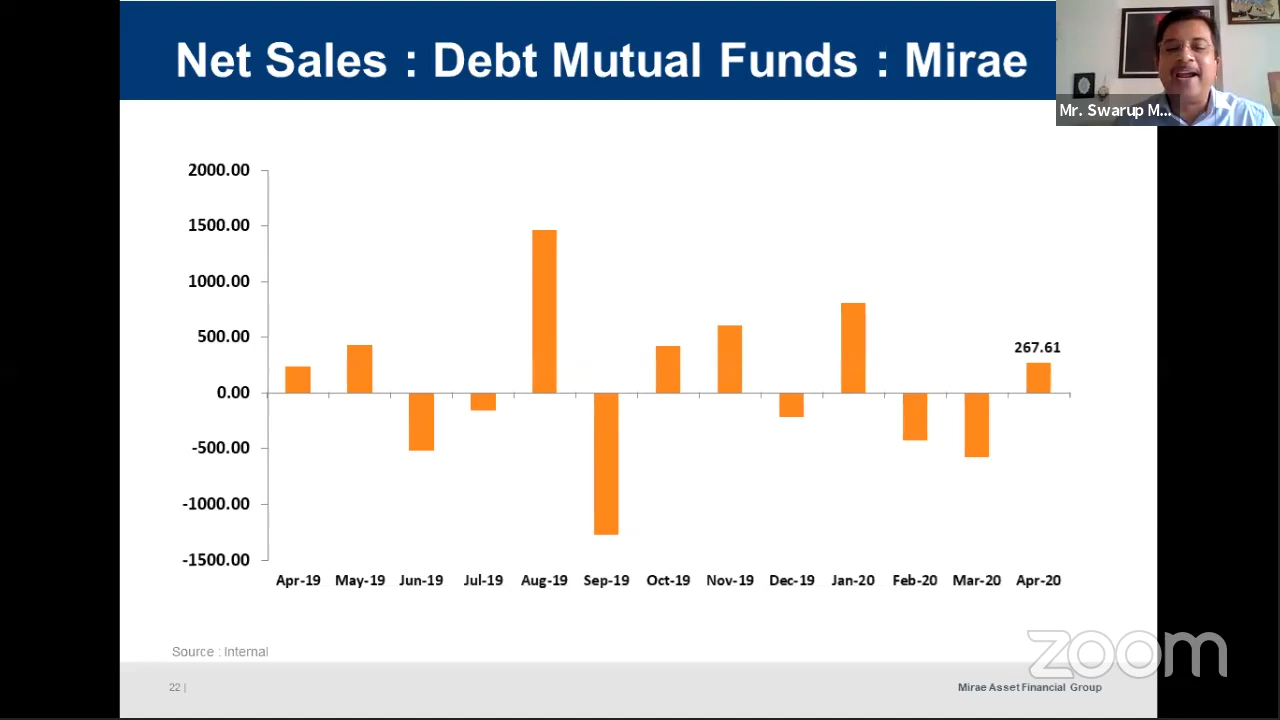 Net Sales : Debt Mutual Funds : Mirae
Mr. Swarup M...
2000.00
1500.00
1000.00
500.00
0.00
-500.00
-1000.00
-1500.00
267.61
Apr-19 May-19 Jun-19 Jul-19 Aug-19 Sep-19 Oct-19 Nov-19 Dec-19 Jan-20 Feb-20 Mar-20 Apr-20
Source : Internal
zoom
22 |
Mirae Asset Financial Group